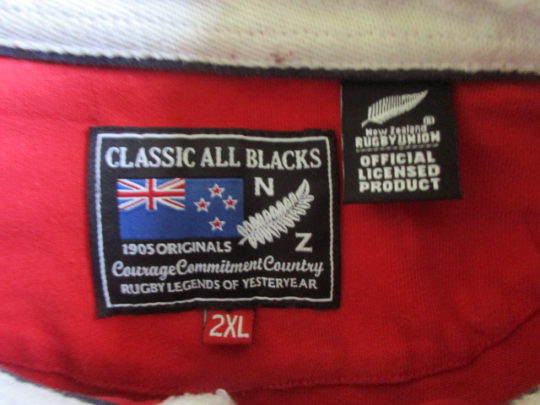 CLASSIC ALL BLACKS
N
Z
1905 ORIGINALS
Courage Commitment Country
RUGBY LEGENDS OF YESTERYEAR
2XL
New Zealand
RUGBY UNION
OFFICIAL
LICENSED
PRODUCT